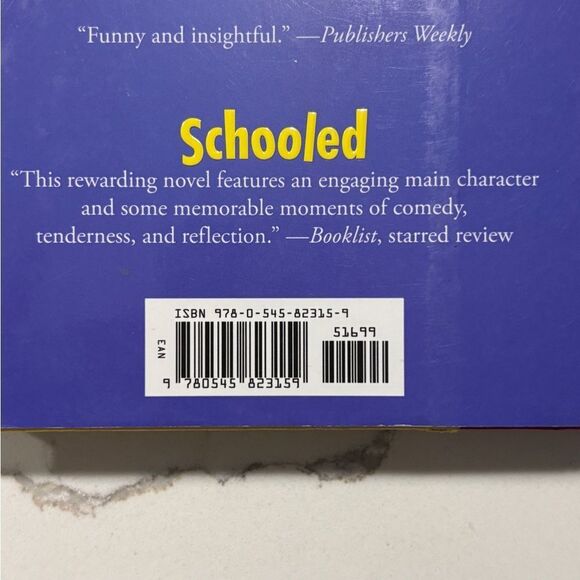 “Funny and insightful.” —Publishers Weekly
Schooled
“This rewarding novel features an engaging main character
and some memorable moments of comedy,
tenderness, and reflection.” —Booklist, starred review
ISBN 978-0-545-82315-9
51699
EAN
9 780545 823159